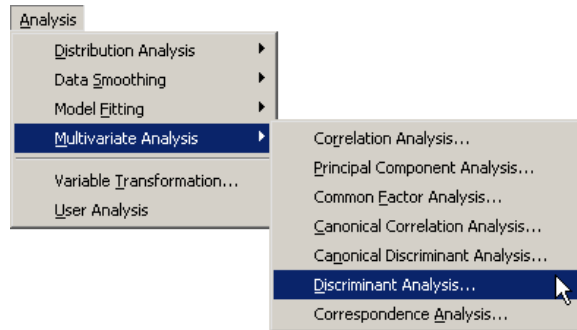 Analysis
Distribution Analysis
Data Smoothing
Model Fitting
Multivariate Analysis
Variable Transformation...
User Analysis
Correlation Analysis...
Principal Component Analysis...
Common Factor Analysis...
Canonical Correlation Analysis...
Canonical Discriminant Analysis...
Discriminant Analysis...
Correspondence Analysis...